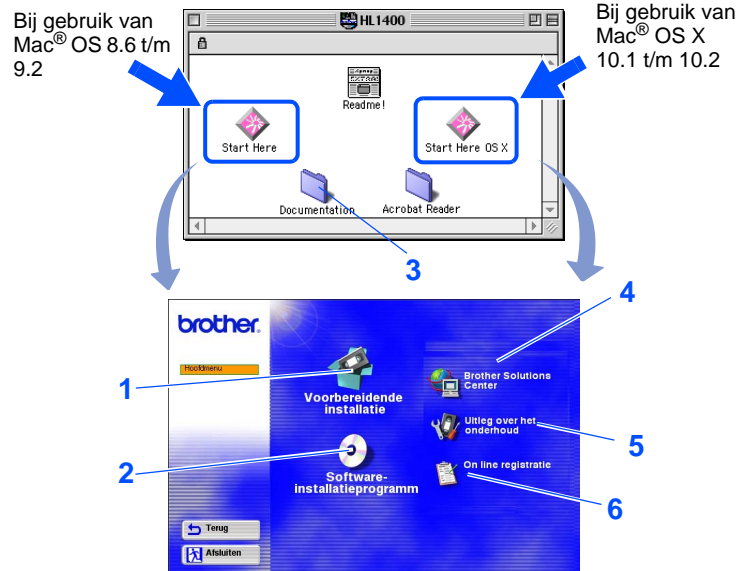 Bij gebruik van
Mac® OS 8.6 t/m
9.2
HL1400
Bij gebruik van
Mac® OS X
10.1 t/m 10.2
Readme!
Start Here
Start Here OS X
Documentation
Acrobat Reader
3
4
brother.
Hoofdmenu
1
Voorbereidende
installatie
Brother Solutions
Center
Uitleg over het
onderhoud
5
2
Software-
installatieprogramm
On line registratie
6
Terug
Afsluiten